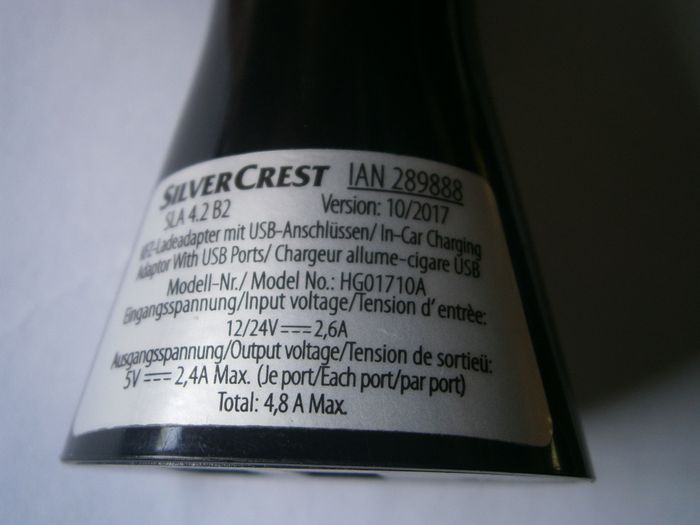 SILVERCREST IAN 289888
SLA 4.2 B2 Version: 10/2017
KFZ-Ladeadapter mit USB-Anschlüssen/ In-Car Charging
Adaptor With USB Ports/ Chargeur allume-cigare USB
Modell-Nr./ Model No.: HG01710A
Eingangsspannung/Input voltage/Tension d'entrèe:
12/24V⎓2,6A
Ausgangsspannung/Output voltage/Tension de sortieü:
5V ⎓ 2,4A Max. (Je port/Each port/par port)
Total: 4,8 A Max.